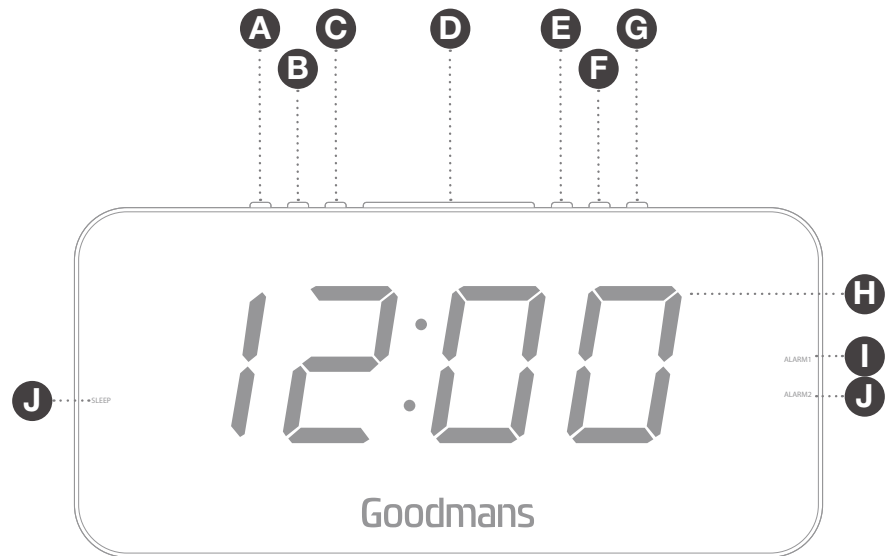 A C D E G
B F
12:00
H
ALARM1 I
J SLEEP ALARM2 J
Goodmans